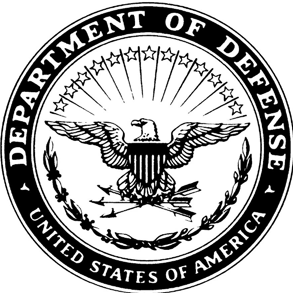 DEPARTMENT OF DEFENSE
UNITED STATES OF AMERICA